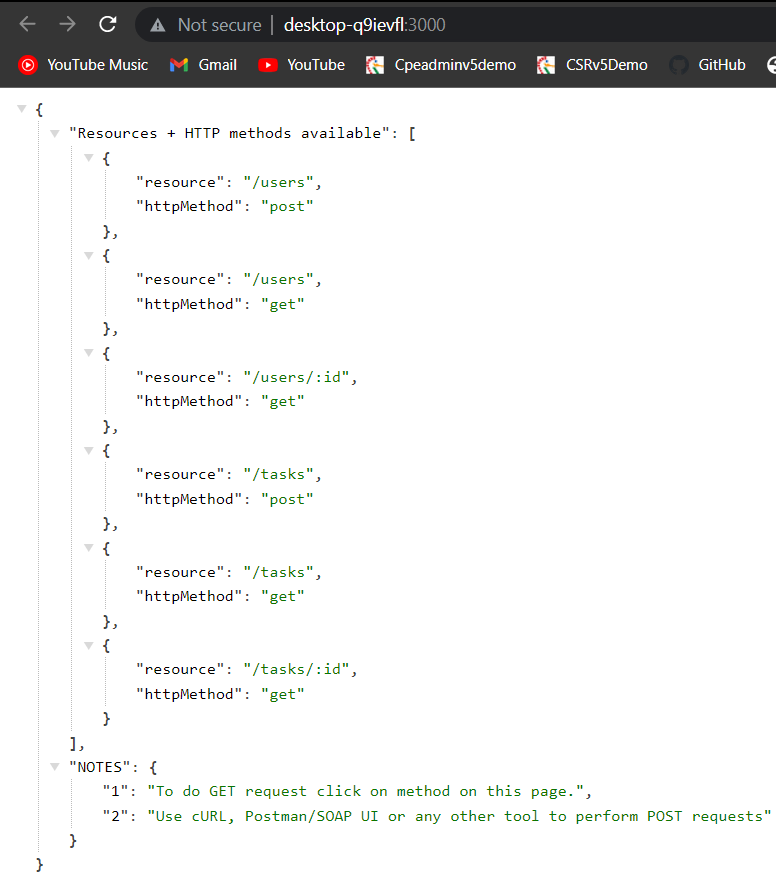 Not secure | desktop-q9ievfl:3000
YouTube Music Gmail YouTube Cpeadminv5demo CSRv5Demo GitHub
{
"Resources + HTTP methods available": [
{
"resource": "/users",
"httpMethod": "post"
},
{
"resource": "/users",
"httpMethod": "get"
},
{
"resource": "/users/:id",
"httpMethod": "get"
},
{
"resource": "/tasks",
"httpMethod": "post"
},
{
"resource": "/tasks",
"httpMethod": "get"
},
{
"resource": "/tasks/:id",
"httpMethod": "get"
}
],
"NOTES": {
"1": "To do GET request click on method on this page.",
"2": "Use cURL, Postman/SOAP UI or any other tool to perform POST requests"
}
}